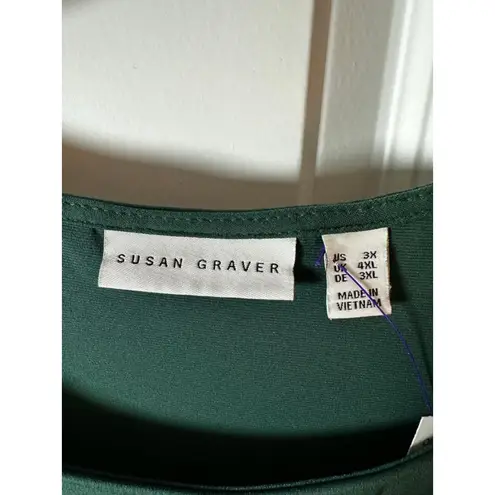 SUSAN GRAVER
US 3X
UK 4XL
DE 3XL
MADE IN
VIETNAM